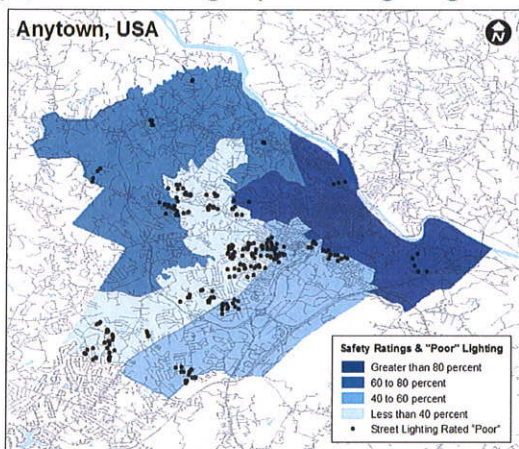 Anytown, USA
N
Safety Ratings & "Poor" Lighting
Greater than 80 percent
60 to 80 percent
40 to 60 percent
Less than 40 percent
Street Lighting Rated "Poor"